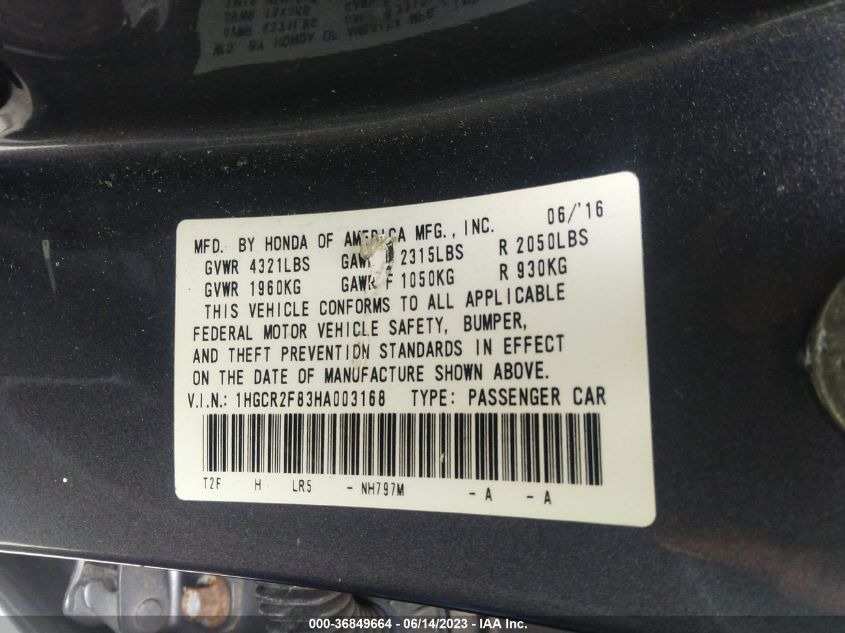 MFD. BY HONDA OF AMERICA MFG., INC. 06/'16
GVWR 4321LBS GAWR 2315LBS R 2050LBS
GVWR 1960KG GAWR F 1050KG R 930KG
THIS VEHICLE CONFORMS TO ALL APPLICABLE
FEDERAL MOTOR VEHICLE SAFETY, BUMPER,
AND THEFT PREVENTION STANDARDS IN EFFECT
ON THE DATE OF MANUFACTURE SHOWN ABOVE.
V.I.N.: 1HGCR2F83HA003168 TYPE: PASSENGER CAR
T2F H LR5 - NH797M - A - A
000-36849664 - 06/14/2023 - IAA Inc.